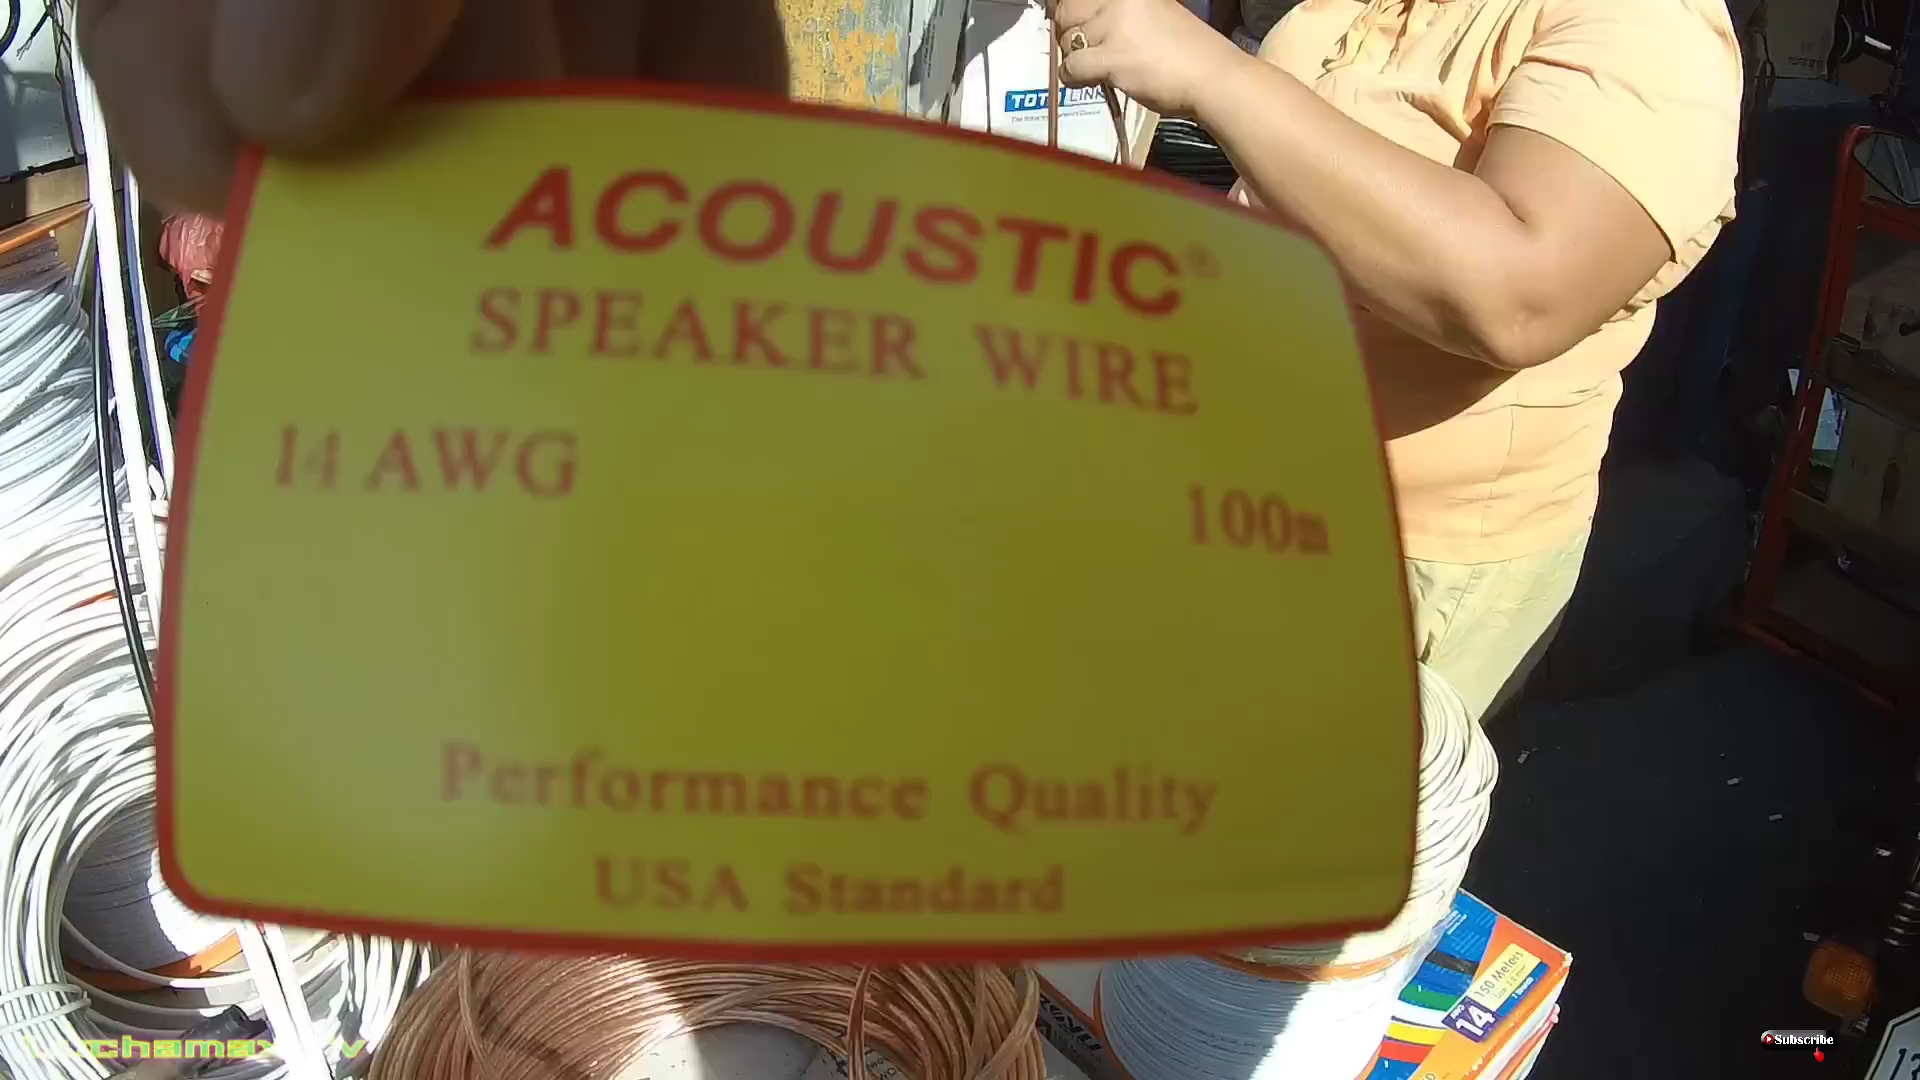 TOTOLINK
ACOUSTIC®
SPEAKER WIRE
14 AWG
100m
Performance Quality
USA Standard
150 Meters
14
Subscribe